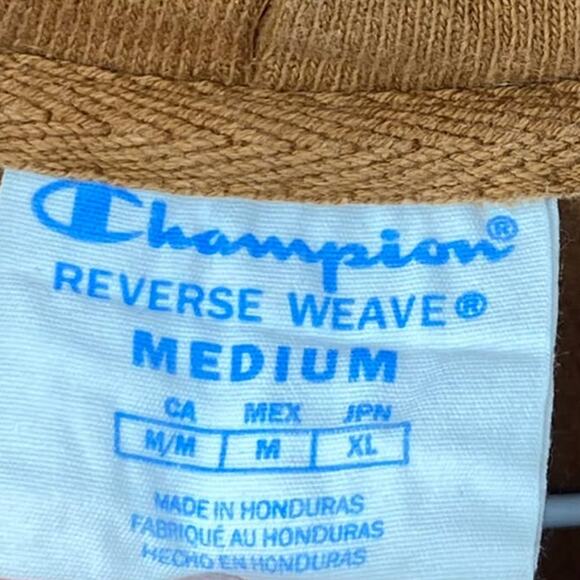 Champion®
REVERSE WEAVE®
MEDIUM
CA MEX JPN
M/M M XL
MADE IN HONDURAS
FABRIQUÉ AU HONDURAS
HECHO EN HONDURAS